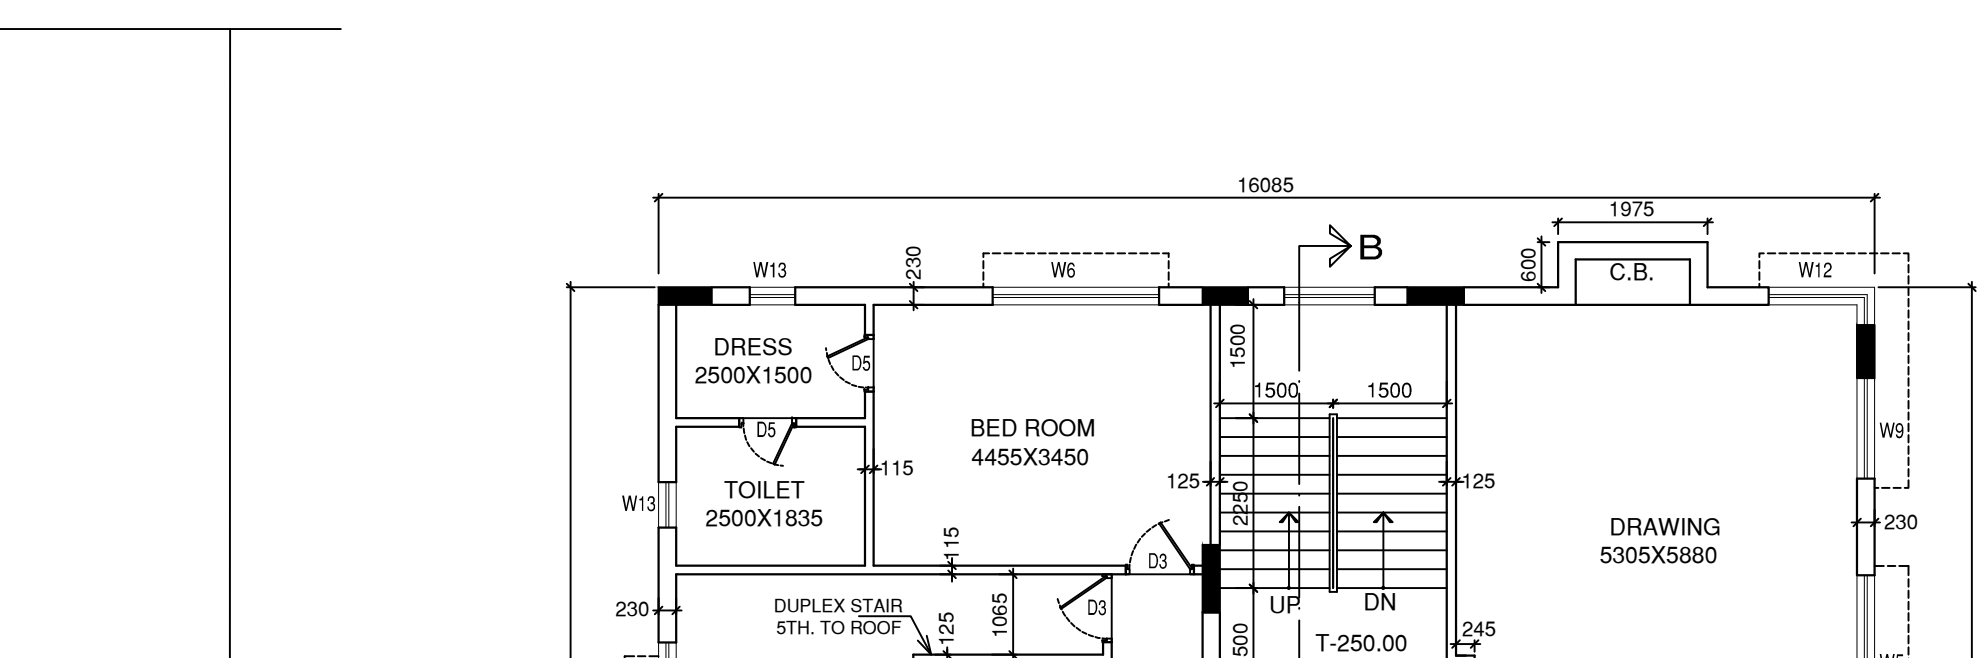 16085
1975
B
230
W13
W6
600
C.B.
W12
1500
DRESS
2500X1500
D5
1500
1500
D5
BED ROOM
4455X3450
W9
115
125
125
TOILET
2500X1835
W13
2250
DRAWING
5305X5880
230
115
D3
UP
DN
230
DUPLEX STAIR
5TH. TO ROOF
125
1065
D3
T-250.00
245